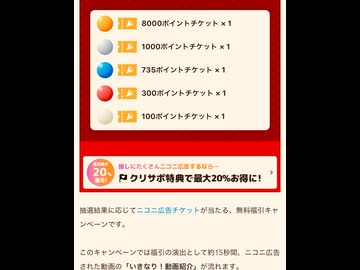 8000ポイントチケット × 1
1000ポイントチケット × 1
735ポイントチケット × 1
300ポイントチケット × 1
100ポイントチケット × 1
20%
推しにたくさんニコニ広告するなら…
クリサポ特典で最大20%お得に!
抽選結果に応じてニコニ広告チケットが当たる、無料福引キャ
ンペーンです。
このキャンペーンでは福引の演出として約15秒間、ニコニ広告
された動画の「いきなり!動画紹介」が流れます。